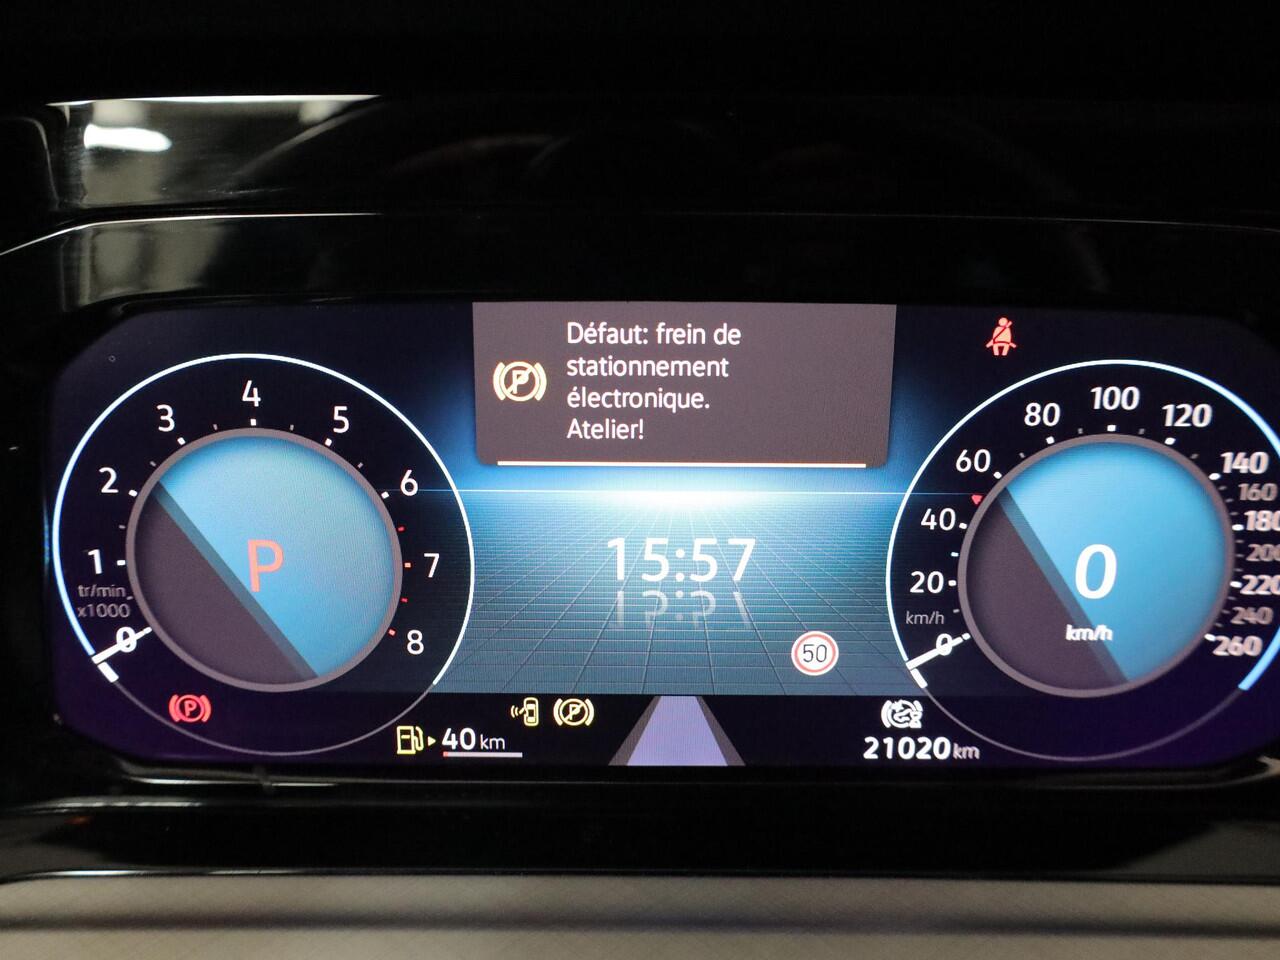 Défaut: frein de
stationnement
électronique.
Atelier!
0
1
2
3
4
5
6
7
8
tr/min
x1000
P
15:57
50
0
20
40
60
80
100
120
140
160
180
200
220
240
260
km/h
0
km/h
40 km
21020 km